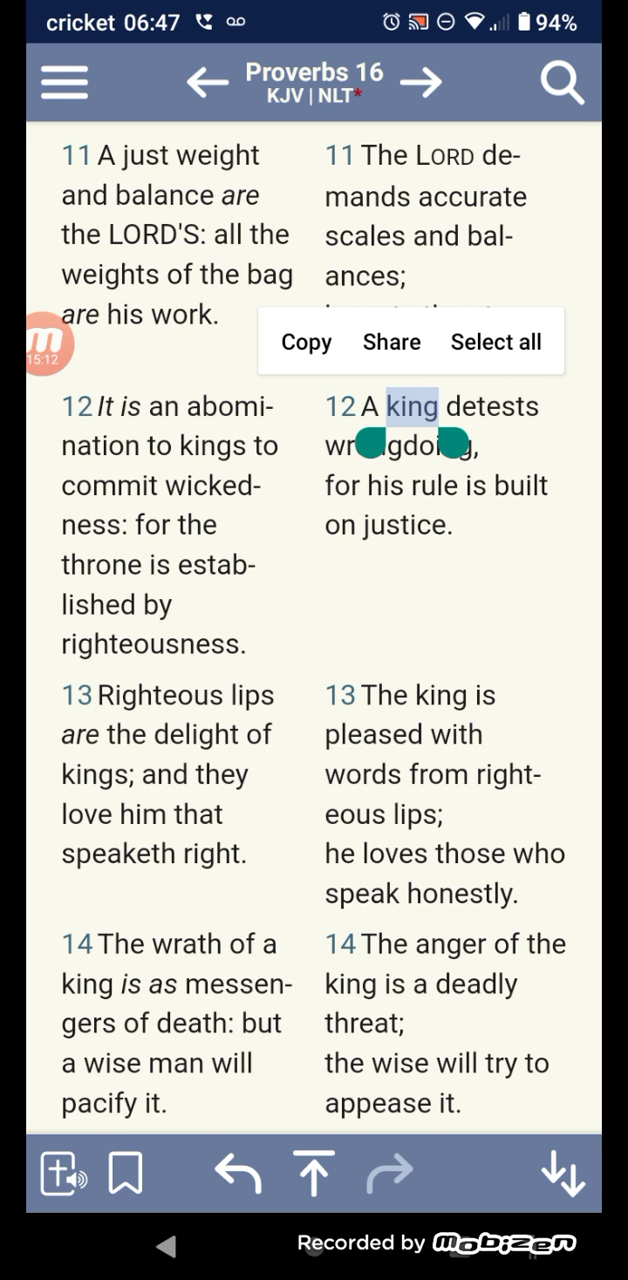 cricket 06:47 94%
Proverbs 16
KJV | NLT*
11 A just weight
and balance are
the LORD'S: all the
weights of the bag
are his work.
12 It is an abomi-
nation to kings to
commit wicked-
ness: for the
throne is estab-
lished by
righteousness.
13 Righteous lips
are the delight of
kings; and they
love him that
speaketh right.
14 The wrath of a
king is as messen-
gers of death: but
a wise man will
pacify it.
11 The LORD de-
mands accurate
scales and bal-
ances;
Copy Share Select all
12 A king detests
for his rule is built
on justice.
13 The king is
pleased with
words from right-
eous lips;
he loves those who
speak honestly.
14 The anger of the
king is a deadly
threat;
the wise will try to
appease it.
m
15:12
Recorded by Mobizen